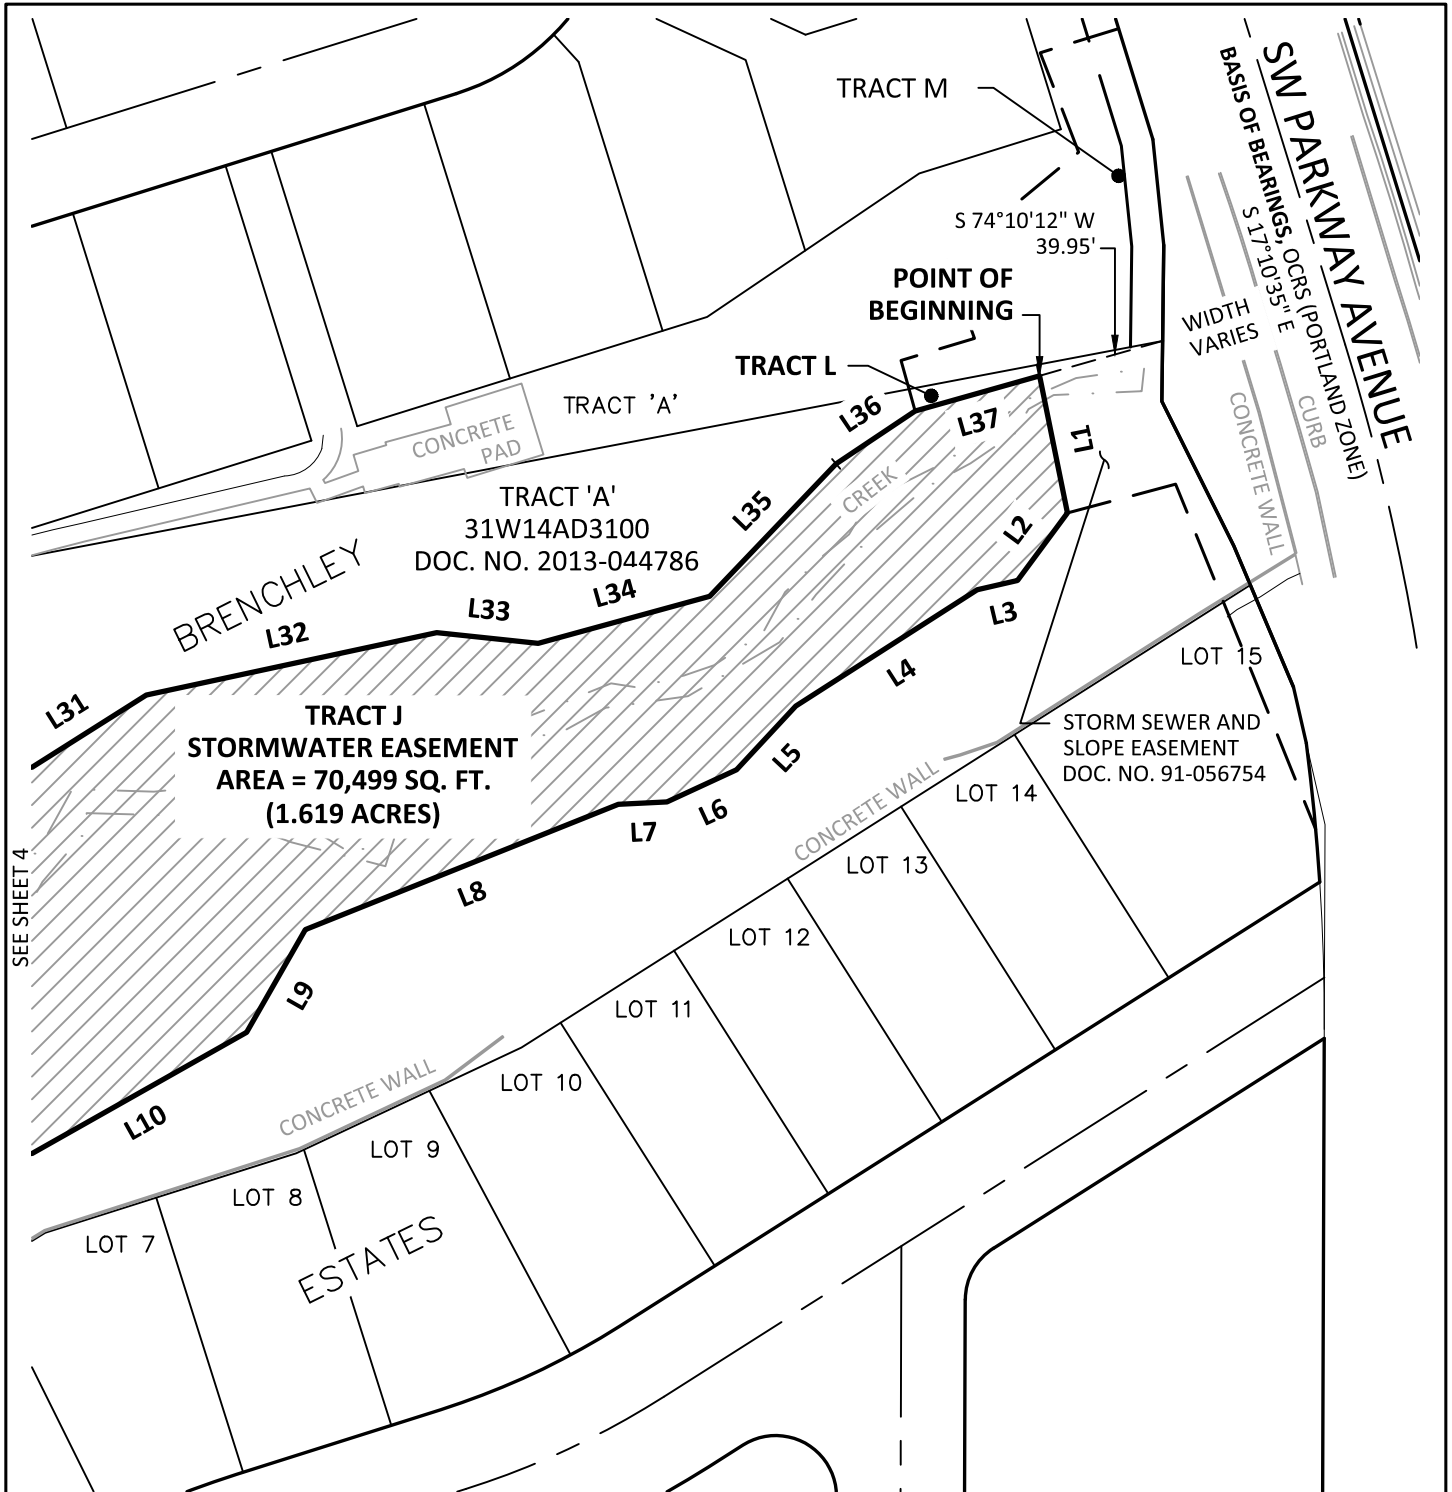 TRACT M
SW PARKWAY AVENUE
BASIS OF BEARINGS, OCRS (PORTLAND ZONE)
S 17°10'35" E
S 74°10'12" W
39.95'
POINT OF
BEGINNING
WIDTH
VARIES
TRACT L
TRACT 'A'
CONCRETE
PAD
L36
L37
L1
CONCRETE WALL
CURB
CREEK
TRACT 'A'
31W14AD3100
DOC. NO. 2013-044786
L35
L2
BRENCHLEY
L32
L33
L34
L3
L31
L4
LOT 15
TRACT J
STORMWATER EASEMENT
AREA = 70,499 SQ. FT.
(1.619 ACRES)
STORM SEWER AND
SLOPE EASEMENT
DOC. NO. 91-056754
L5
L6
L7
CONCRETE WALL
LOT 14
LOT 13
SEE SHEET 4
L8
LOT 12
L9
LOT 11
L10
CONCRETE WALL
LOT 10
LOT 9
LOT 8
LOT 7
ESTATES